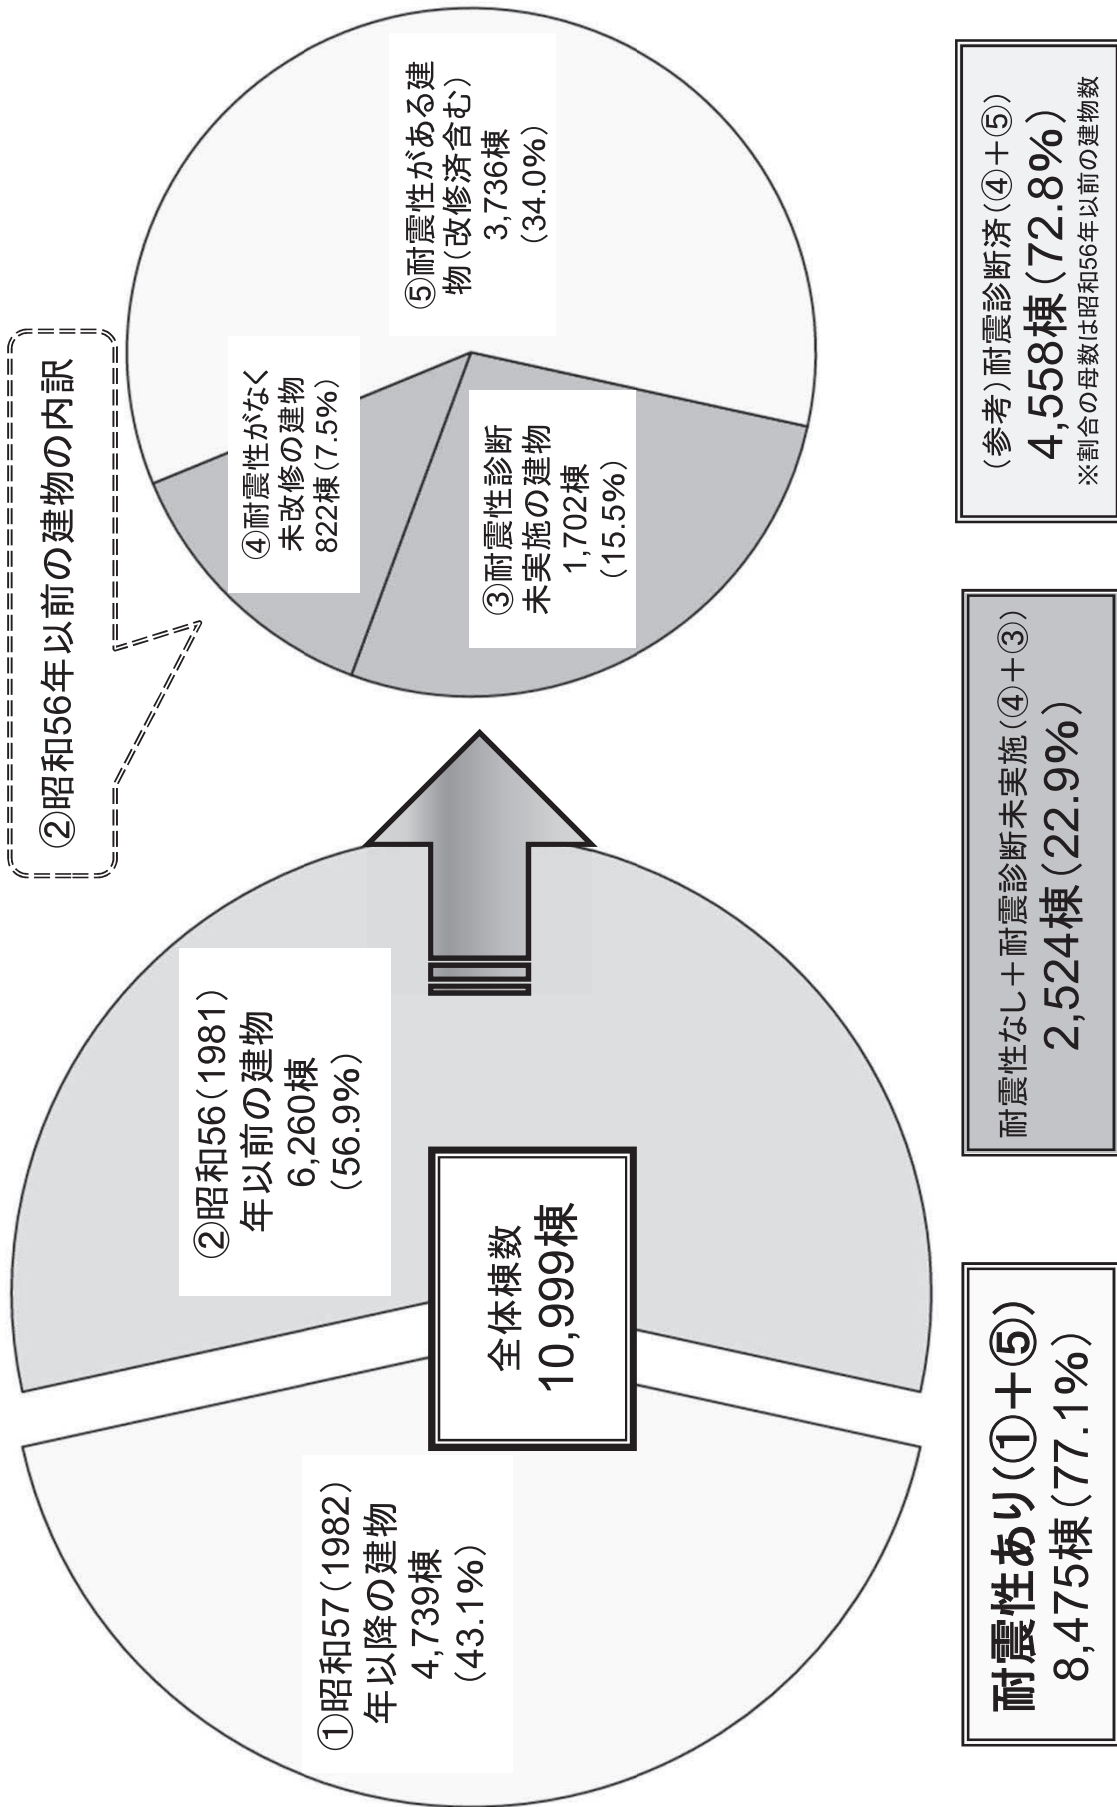 ②昭和56年以前の建物の内訳
①昭和57(1982)
年以降の建物
4,739棟
(43.1%)
②昭和56(1981)
年以前の建物
6,260棟
(56.9%)
全体棟数
10,999棟
④耐震性がなく
未改修の建物
822棟(7.5%)
③耐震性診断
未実施の建物
1,702棟
(15.5%)
⑤耐震性がある建
物(改修済含む)
3,736棟
(34.0%)
耐震性あり(①+⑤)
8,475棟(77.1%)
耐震性なし+耐震診断未実施(④+③)
2,524棟(22.9%)
(参考)耐震診断済(④+⑤)
4,558棟(72.8%)
※割合の母数は昭和56年以前の建物数